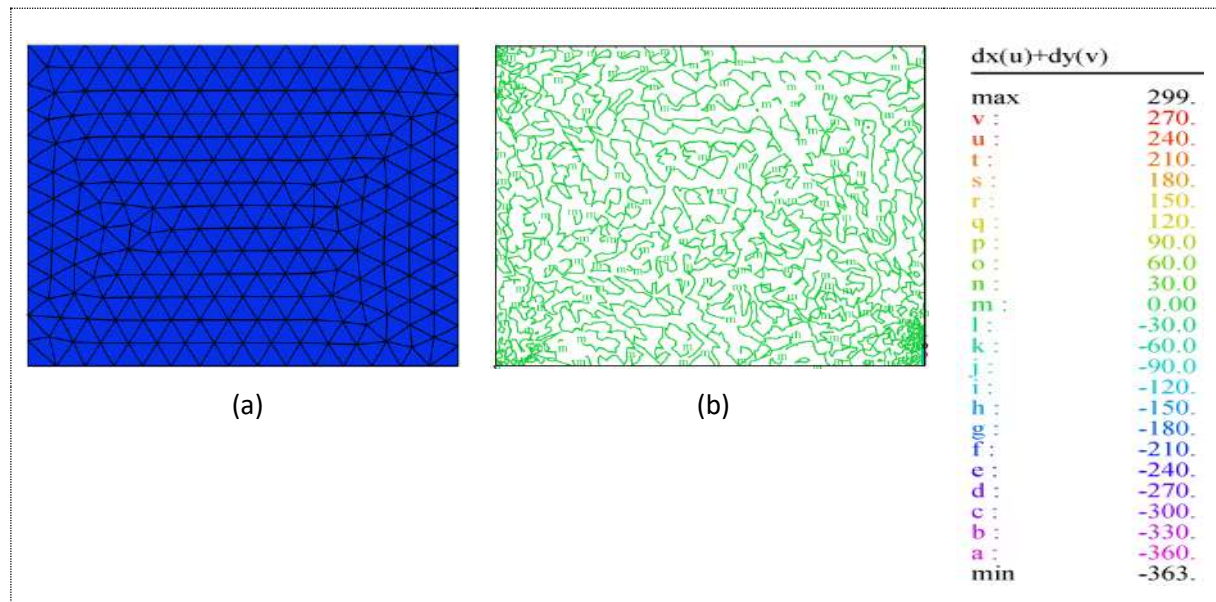 dx(u)+dy(v)
max 299.
v : 270.
u : 240.
t : 210.
s : 180.
r : 150.
q : 120.
p : 90.0
o : 60.0
n : 30.0
m : 0.00
l : -30.0
k : -60.0
j : -90.0
i : -120.
h : -150.
g : -180.
f : -210.
e : -240.
d : -270.
c : -300.
b : -330.
a : -360.
min -363.
(a) (b)